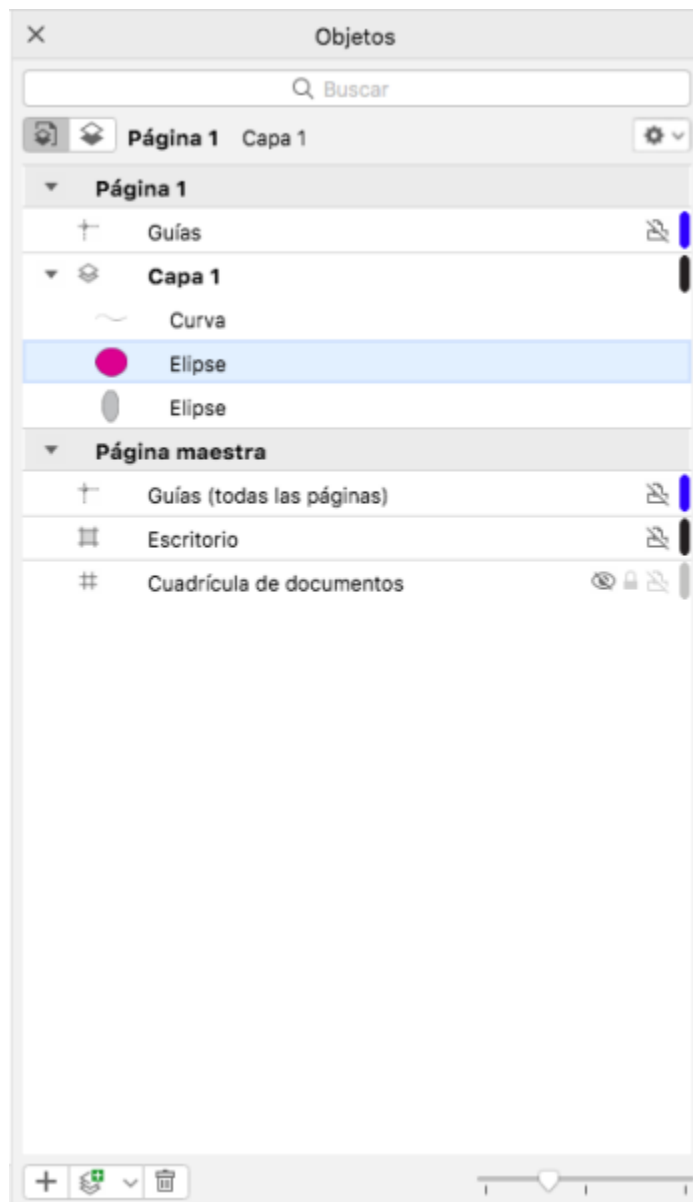 Objetos
Buscar
Página 1 Capa 1
Página 1
Guías
Capa 1
Curva
Elipse
Elipse
Página maestra
Guías (todas las páginas)
Escritorio
Cuadrícula de documentos